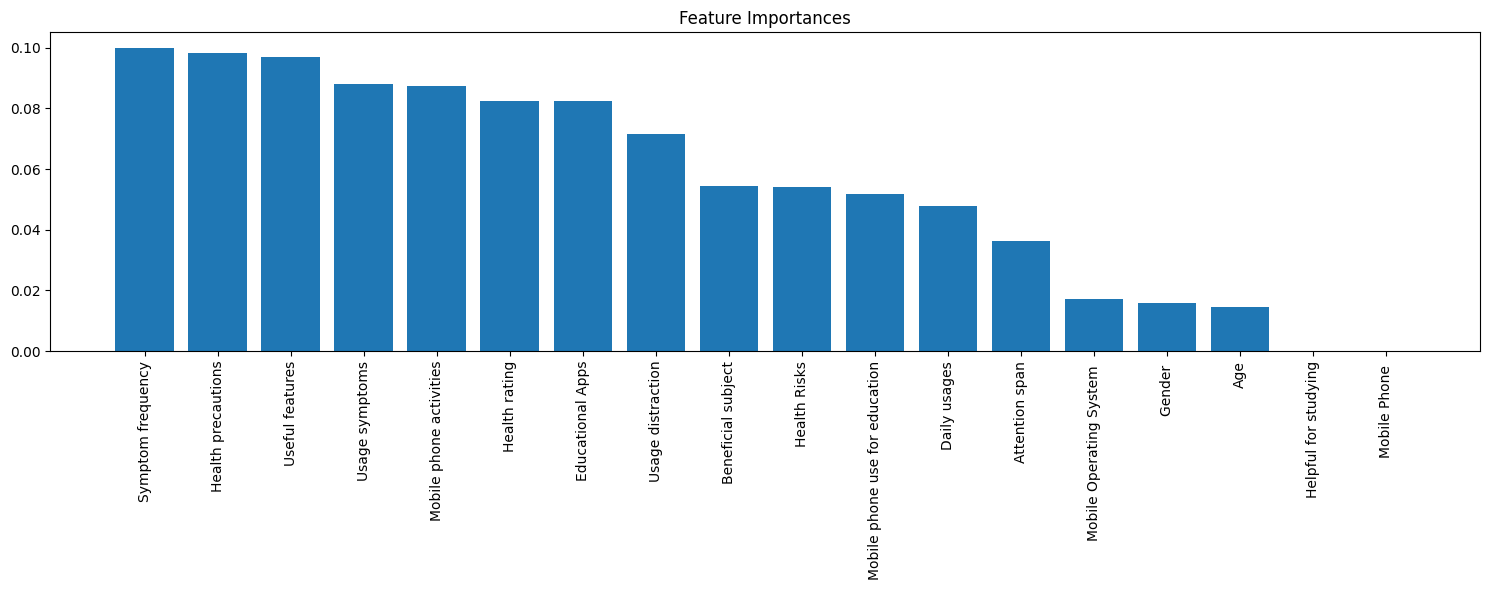 Feature Importances
0.10
0.08
0.06
0.04
0.02
0.00
Symptom frequency
Health precautions
Useful features
Usage symptoms
Mobile phone activities
Health rating
Educational Apps
Usage distraction
Beneficial subject
Health Risks
Mobile phone use for education
Daily usages
Attention span
Mobile Operating System
Gender
Age
Helpful for studying
Mobile Phone